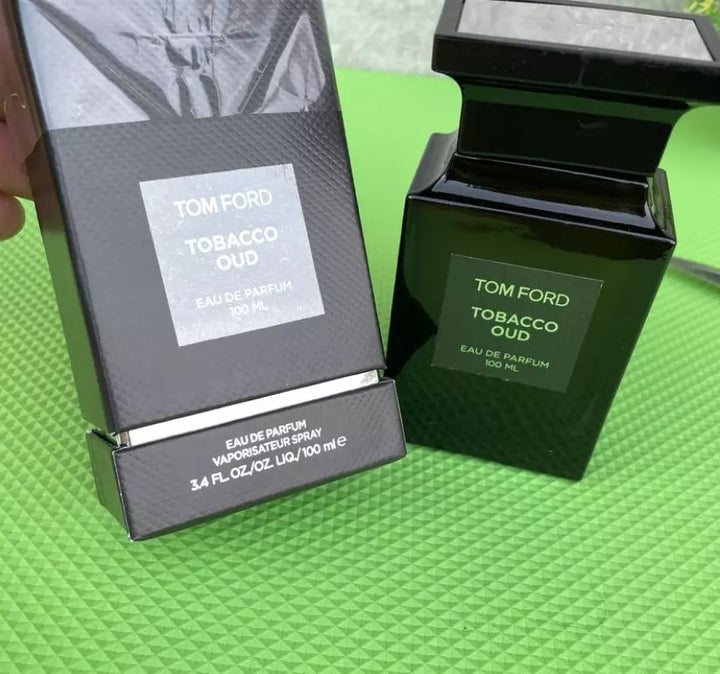 TOM FORD
TOBACCO
OUD
EAU DE PARFUM
100 ML
EAU DE PARFUM
VAPORISATEUR SPRAY
3.4 FL. OZ./OZ. LIQ./100 ml e
TOM FORD
TOBACCO
OUD
EAU DE PARFUM
100 ML